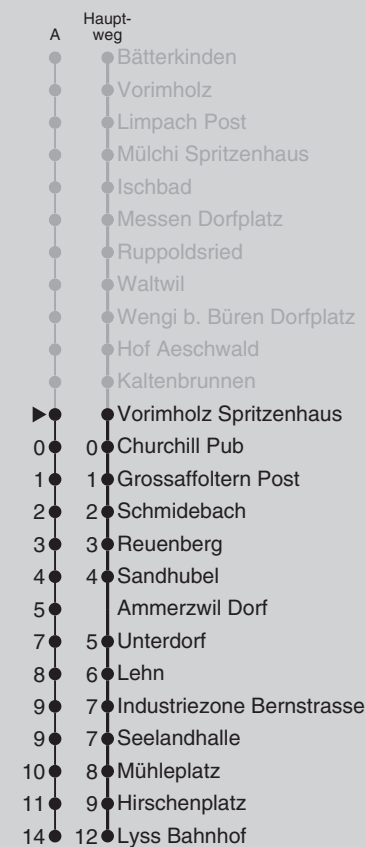 Haupt-
A weg
Bätterkinden
Vorimholz
Limpach Post
Mülchi Spritzenhaus
Ischbad
Messen Dorfplatz
Ruppoldsried
Waltwil
Wengi b. Büren Dorfplatz
Hof Aeschwald
Kaltenbrunnen
Vorimholz Spritzenhaus
0 0 Churchill Pub
1 1 Grossaffoltern Post
2 2 Schmidebach
3 3 Reuenberg
4 4 Sandhubel
5 Ammerzwil Dorf
7 5 Unterdorf
8 6 Lehn
9 7 Industriezone Bernstrasse
9 7 Seelandhalle
10 8 Mühleplatz
11 9 Hirschenplatz
14 12 Lyss Bahnhof